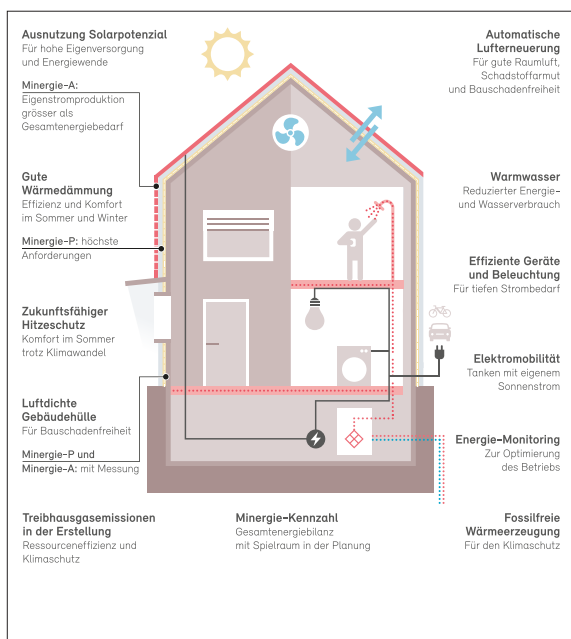 Ausnutzung Solarpotenzial
Für hohe Eigenversorgung
und Energiewende
Minergie-A:
Eigenstromproduktion
grösser als
Gesamtenergiebedarf
Gute
Wärmedämmung
Effizienz und Komfort
im Sommer und Winter
Minergie-P: höchste
Anforderungen
Zukunftsfähiger
Hitzeschutz
Komfort im Sommer
trotz Klimawandel
Luftdichte
Gebäudehülle
Für Bauschadenfreiheit
Minergie-P und
Minergie-A: mit Messung
Treibhausgasemissionen
in der Erstellung
Ressourceneffizienz und
Klimaschutz
Minergie-Kennzahl
Gesamtenergiebilanz
mit Spielraum in der Planung
Automatische
Lufterneuerung
Für gute Raumluft,
Schadstoffarmut
und Bauschadenfreiheit
Warmwasser
Reduzierter Energie-
und Wasserverbrauch
Effiziente Geräte
und Beleuchtung
Für tiefen Strombedarf
Elektromobilität
Tanken mit eigenem
Sonnenstrom
Energie-Monitoring
Zur Optimierung
des Betriebs
Fossilfreie
Wärmeerzeugung
Für den Klimaschutz